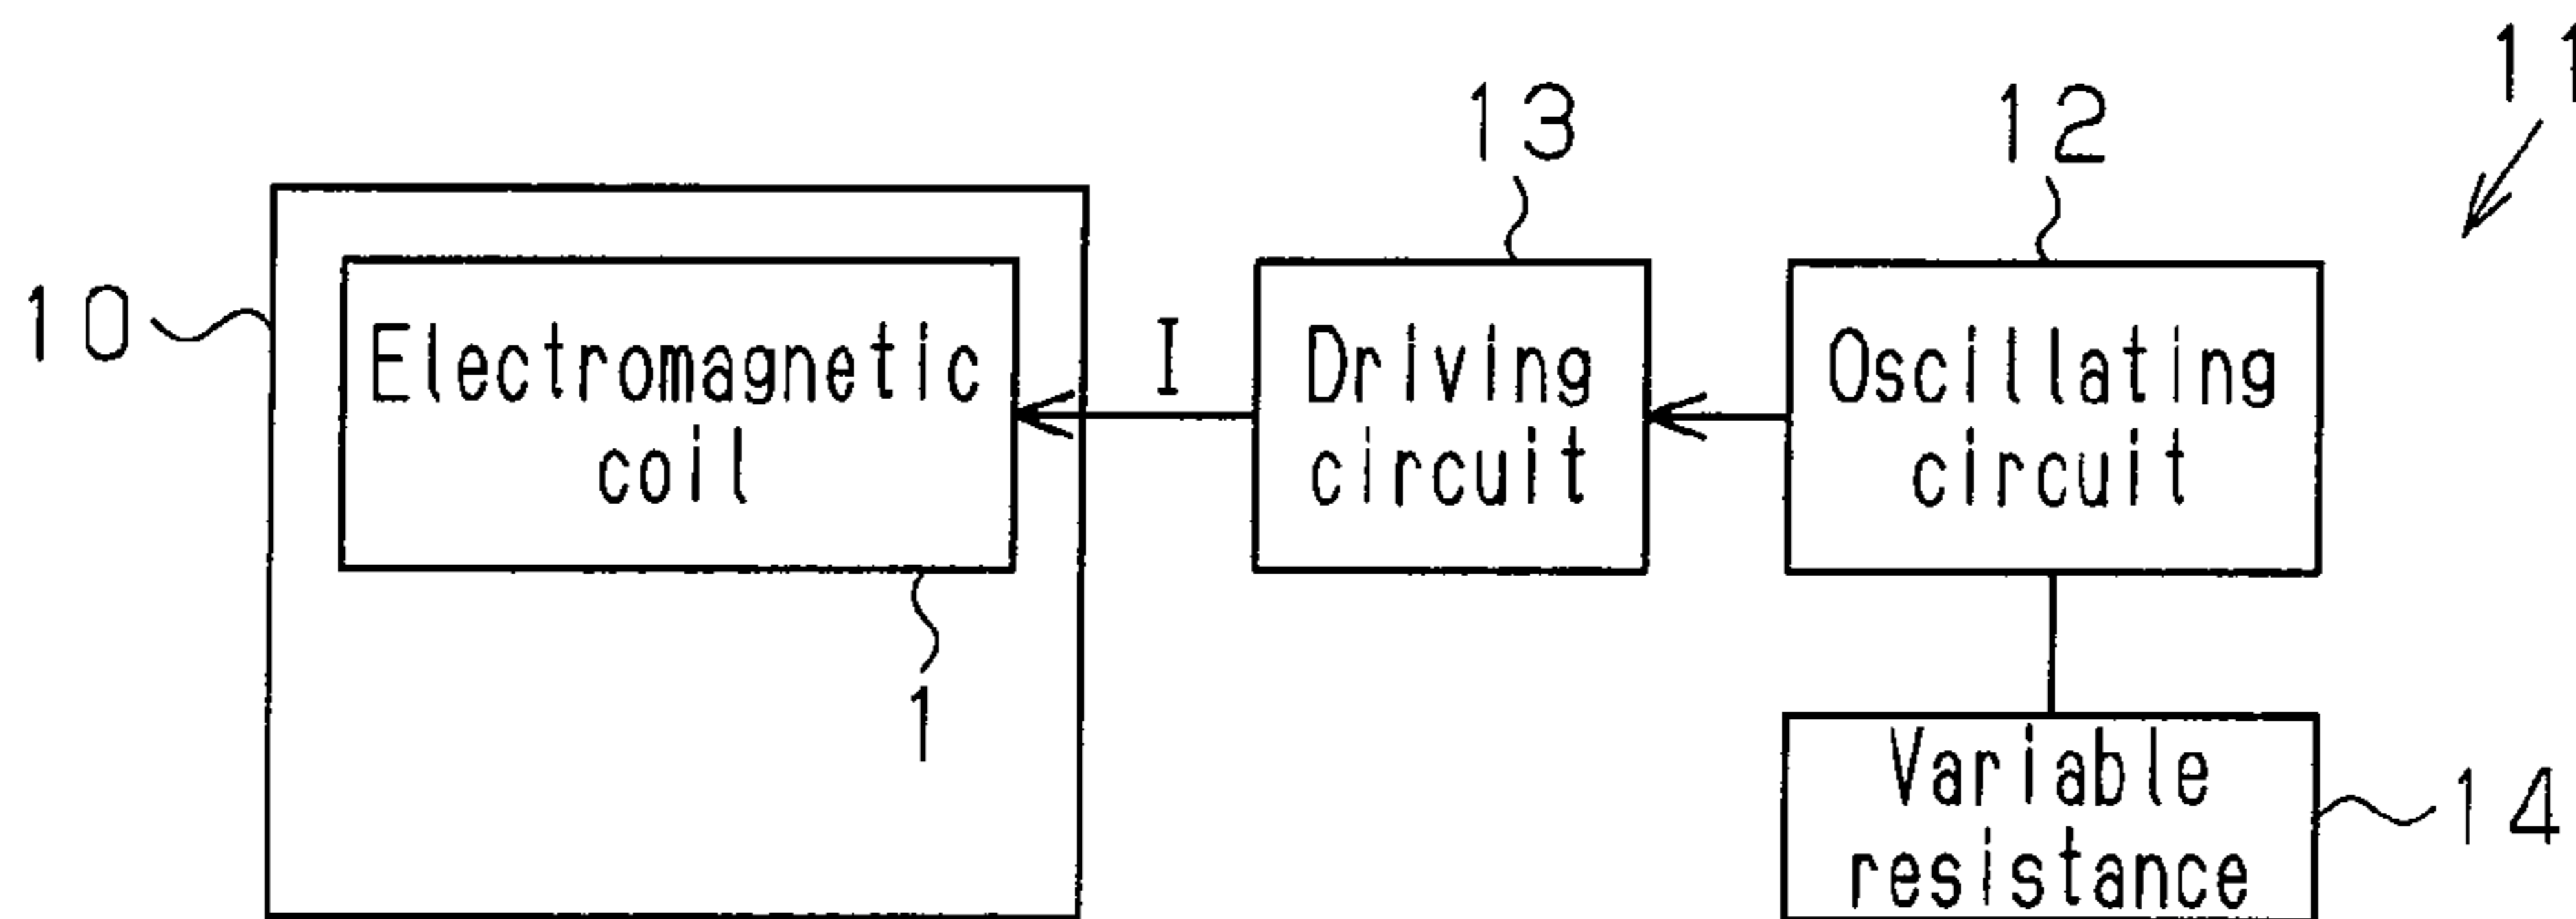 11
13
12
10
Electromagnetic
coil
I
Driving
circuit
Oscillating
circuit
1
Variable
resistance
14